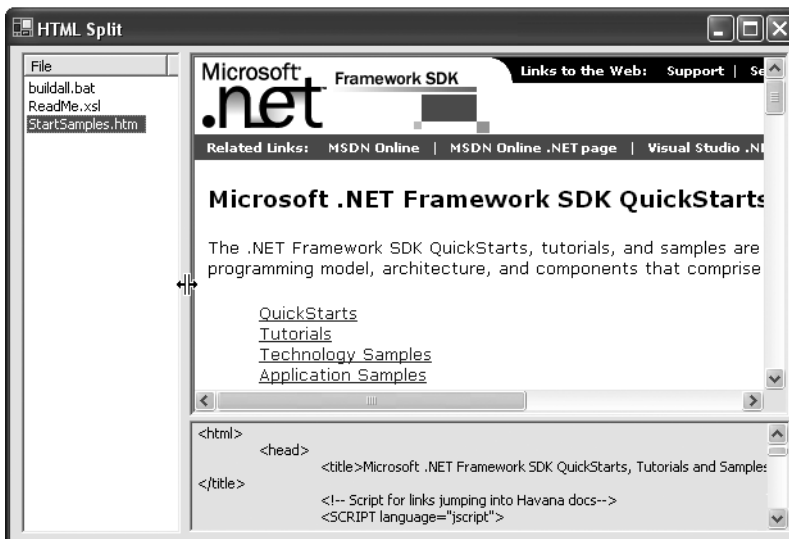 HTML Split
File
buildall.bat
ReadMe.xsl
StartSamples.htm
Microsoft
.net
Framework SDK
Links to the Web: Support |
Related Links: MSDN Online | MSDN Online .NET page | Visual Studio
Microsoft .NET Framework SDK QuickStarts
The .NET Framework SDK QuickStarts, tutorials, and samples are
programming model, architecture, and components that comprise
QuickStarts
Tutorials
Technology Samples
Application Samples
<html>
<head>
<title>Microsoft .NET Framework SDK QuickStarts, Tutorials and Samples
</title>
<!-- Script for links jumping into Havana docs-->
<SCRIPT language="jscript">